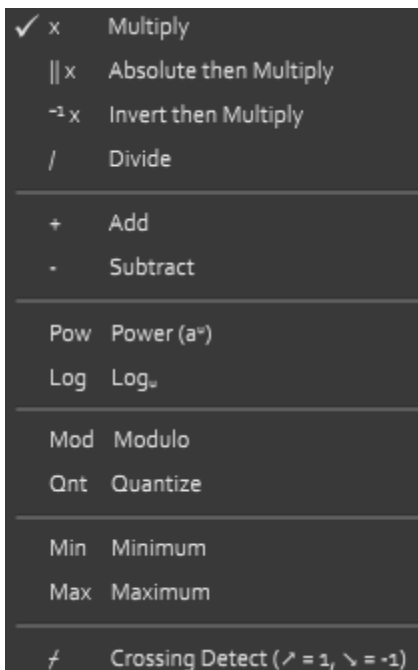 ✓ x Multiply
|| x Absolute then Multiply
⁻¹ x Invert then Multiply
/ Divide
+ Add
- Subtract
Pow Power (aᵘ)
Log Logᵤ
Mod Modulo
Qnt Quantize
Min Minimum
Max Maximum
⌿ Crossing Detect (↗ = 1, ↘ = -1)